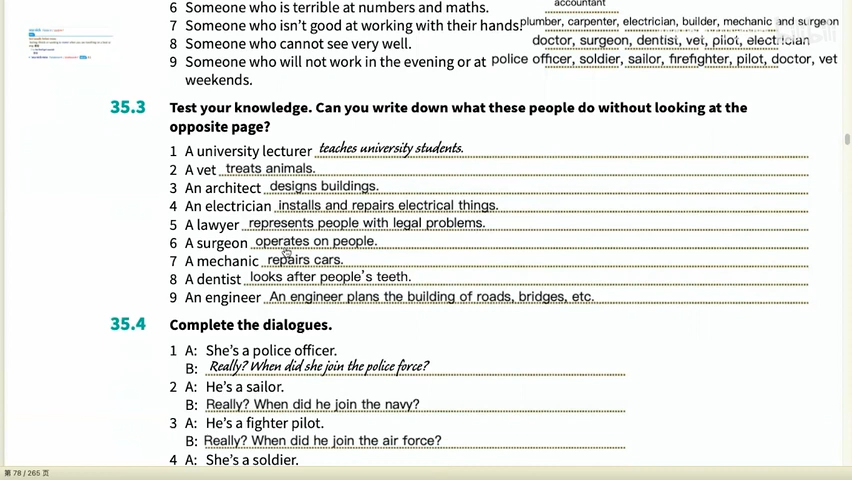 accountant
6 Someone who is terrible at numbers and maths.
7 Someone who isn't good at working with their hands. plumber, carpenter, electrician, builder, mechanic and surgeon
8 Someone who cannot see very well. doctor, surgeon, dentist, vet, pilot, electrician
9 Someone who will not work in the evening or at police officer, soldier, sailor, firefighter, pilot, doctor, vet
weekends.
35.3 Test your knowledge. Can you write down what these people do without looking at the
opposite page?
1 A university lecturer teaches university students.
2 A vet treats animals.
3 An architect designs buildings.
4 An electrician installs and repairs electrical things.
5 A lawyer represents people with legal problems.
6 A surgeon operates on people.
7 A mechanic repairs cars.
8 A dentist looks after people's teeth.
9 An engineer An engineer plans the building of roads, bridges, etc.
35.4 Complete the dialogues.
1 A: She's a police officer.
B: Really? When did she join the police force?
2 A: He's a sailor.
B: Really? When did he join the navy?
3 A: He's a fighter pilot.
B: Really? When did he join the air force?
4 A: She's a soldier.
第 78 / 265 页